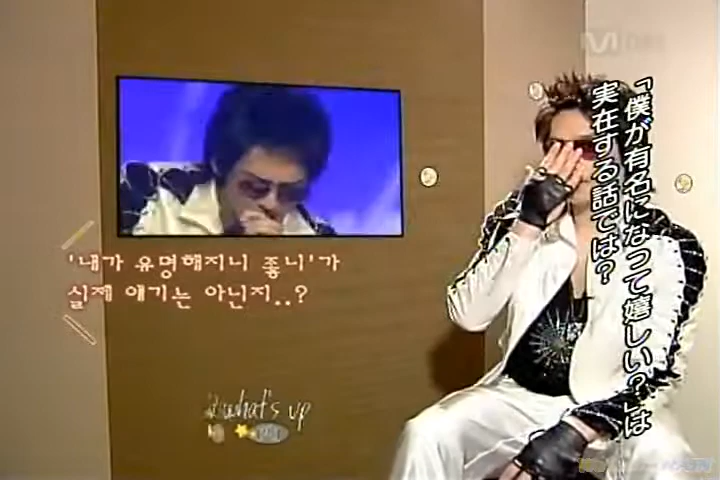 '내가 유명해지니 좋니'가
실제 얘기는 아닌지..?
「僕が有名になって嬉しい?」は
実在する話では?
what's up
M